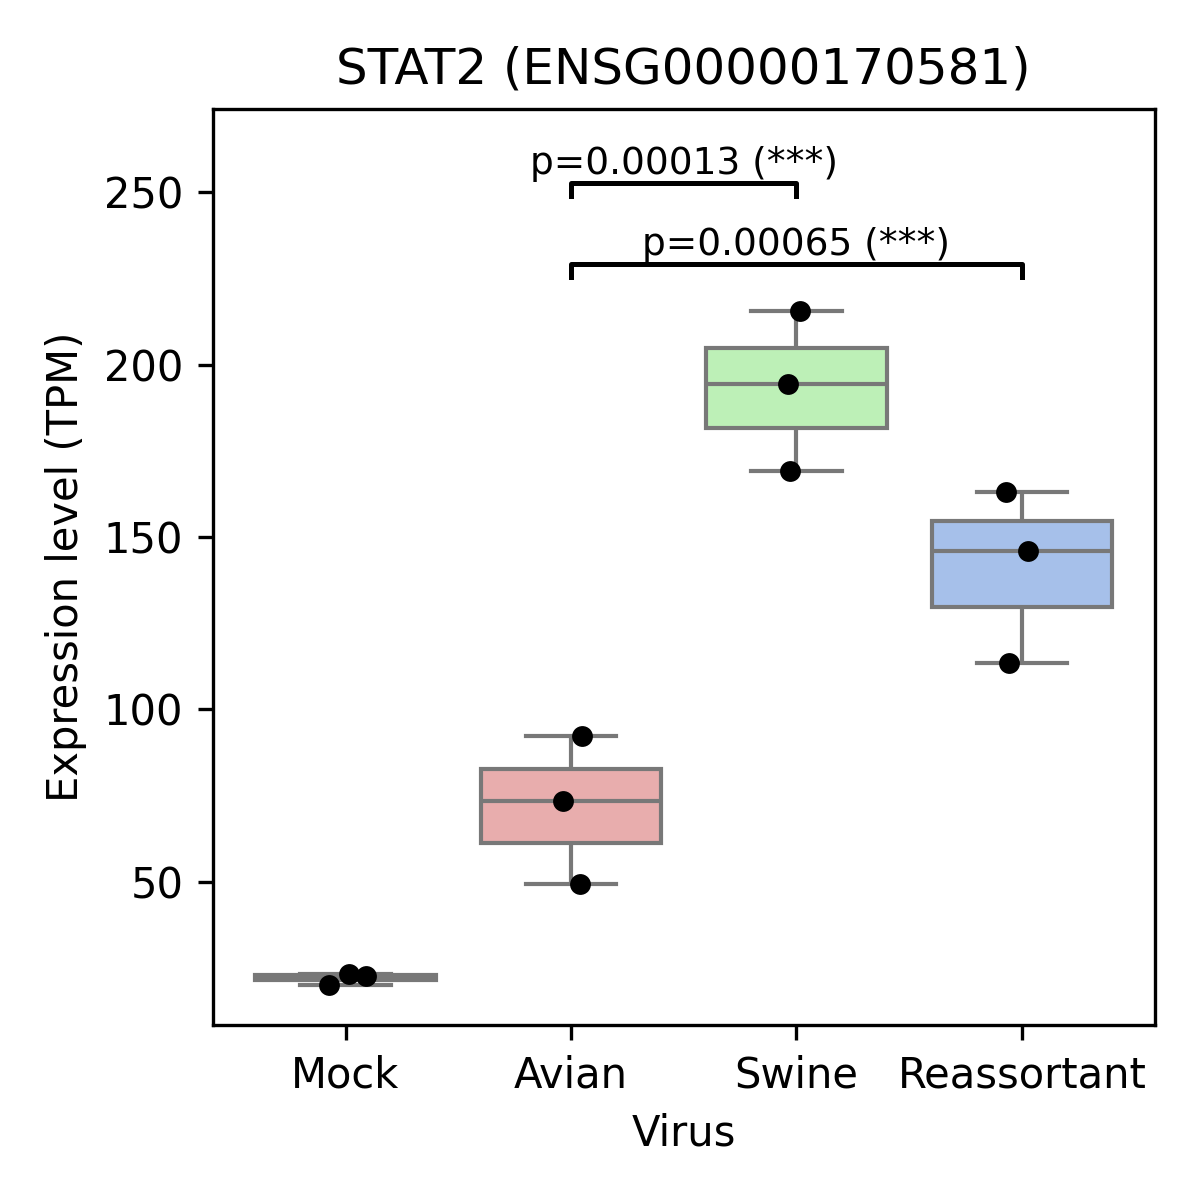 STAT2 (ENSG00000170581)
p=0.00013 (***)
p=0.00065 (***)
Expression level (TPM)
250
200
150
100
50
Mock Avian Swine Reassortant
Virus